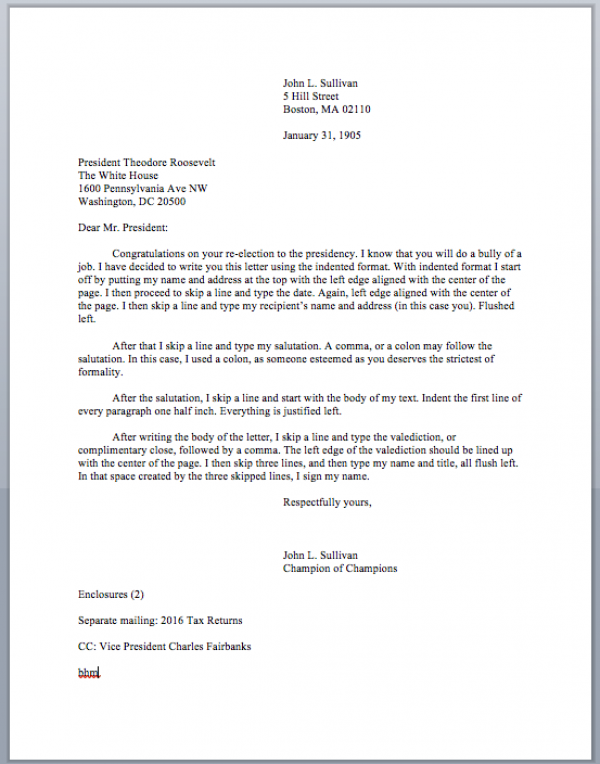 John L. Sullivan
5 Hill Street
Boston, MA 02110
January 31, 1905
President Theodore Roosevelt
The White House
1600 Pennsylvania Ave NW
Washington, DC 20500
Dear Mr. President:
Congratulations on your re-election to the presidency. I know that you will do a bully of a
job. I have decided to write you this letter using the indented format. With indented format I start
off by putting my name and address at the top with the left edge aligned with the center of the
page. I then proceed to skip a line and type the date. Again, left edge aligned with the center of
the page. I then skip a line and type my recipient's name and address (in this case you). Flushed
left.
After that I skip a line and type my salutation. A comma, or a colon may follow the
salutation. In this case, I used a colon, as someone esteemed as you deserves the strictest of
formality.
After the salutation, I skip a line and start with the body of my text. Indent the first line of
every paragraph one half inch. Everything is justified left.
After writing the body of the letter, I skip a line and type the valediction, or
complimentary close, followed by a comma. The left edge of the valediction should be lined up
with the center of the page. I then skip three lines, and then type my name and title, all flush left.
In that space created by the three skipped lines, I sign my name.
Respectfully yours,
John L. Sullivan
Champion of Champions
Enclosures (2)
Separate mailing: 2016 Tax Returns
CC: Vice President Charles Fairbanks
bhm